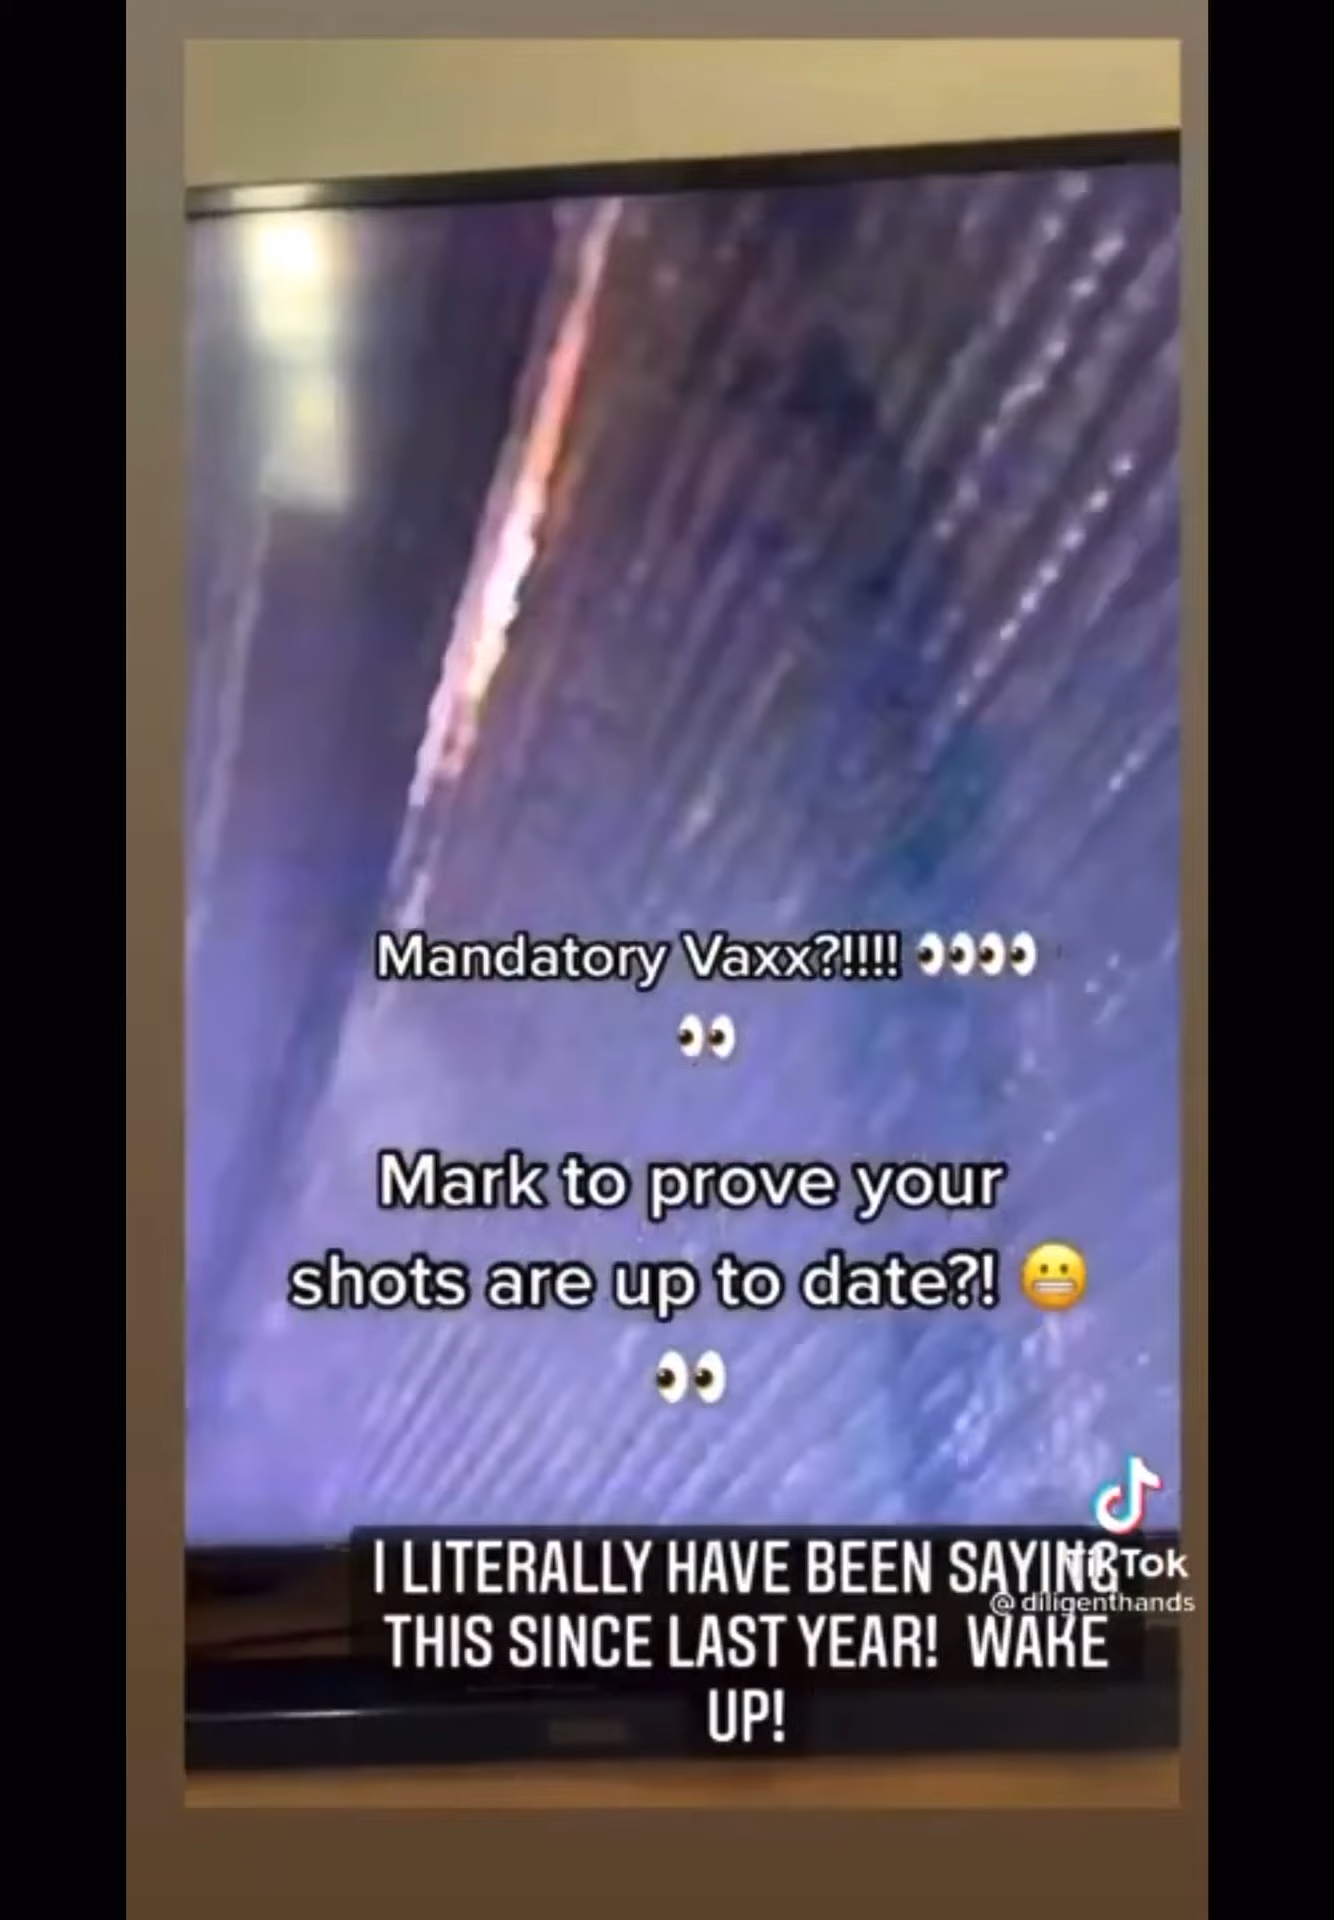 Mandatory Vaxx?!!!! 👀👀
👀
Mark to prove your
shots are up to date?! 😬
👀
I LITERALLY HAVE BEEN SAYING
THIS SINCE LAST YEAR! WAKE
UP!
TikTok
@diligenthands